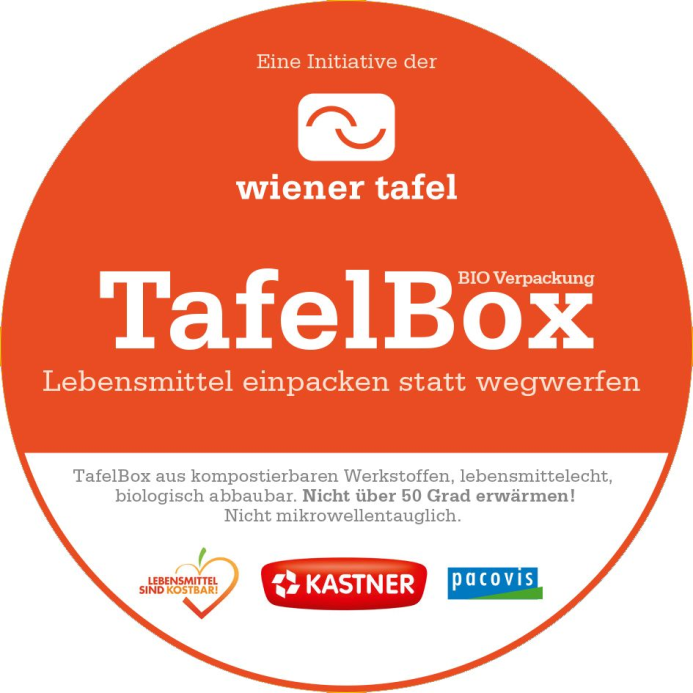 Eine Initiative der
wiener tafel
BIO Verpackung
TafelBox
Lebensmittel einpacken statt wegwerfen
TafelBox aus kompostierbaren Werkstoffen, lebensmittelecht,
biologisch abbaubar. Nicht über 50 Grad erwärmen!
Nicht mikrowellentauglich.
LEBENSMITTEL
SIND KOSTBAR!
KASTNER
pacovis